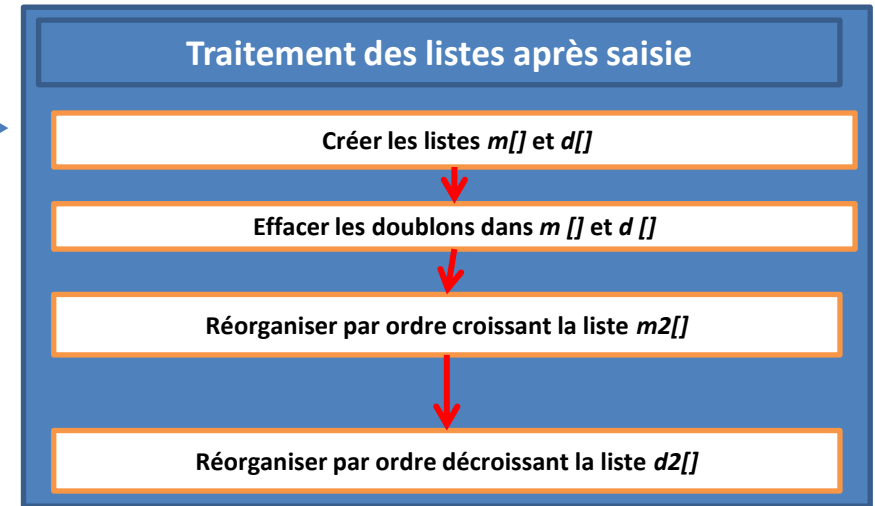 Traitement des listes après saisie
Créer les listes m[] et d[]
Effacer les doublons dans m [] et d []
Réorganiser par ordre croissant la liste m2[]
Réorganiser par ordre décroissant la liste d2[]